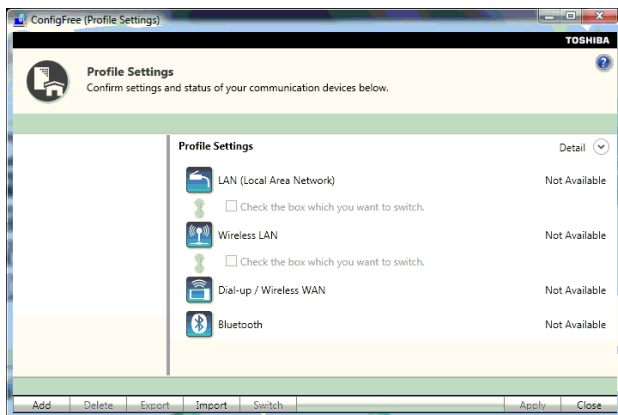 ConfigFree (Profile Settings)
TOSHIBA
Profile Settings
Confirm settings and status of your communication devices below.
Profile Settings
Detail
LAN (Local Area Network)
Not Available
Check the box which you want to switch.
Wireless LAN
Not Available
Check the box which you want to switch.
Dial-up / Wireless WAN
Not Available
Bluetooth
Not Available
Add Delete Export Import Switch Apply Close